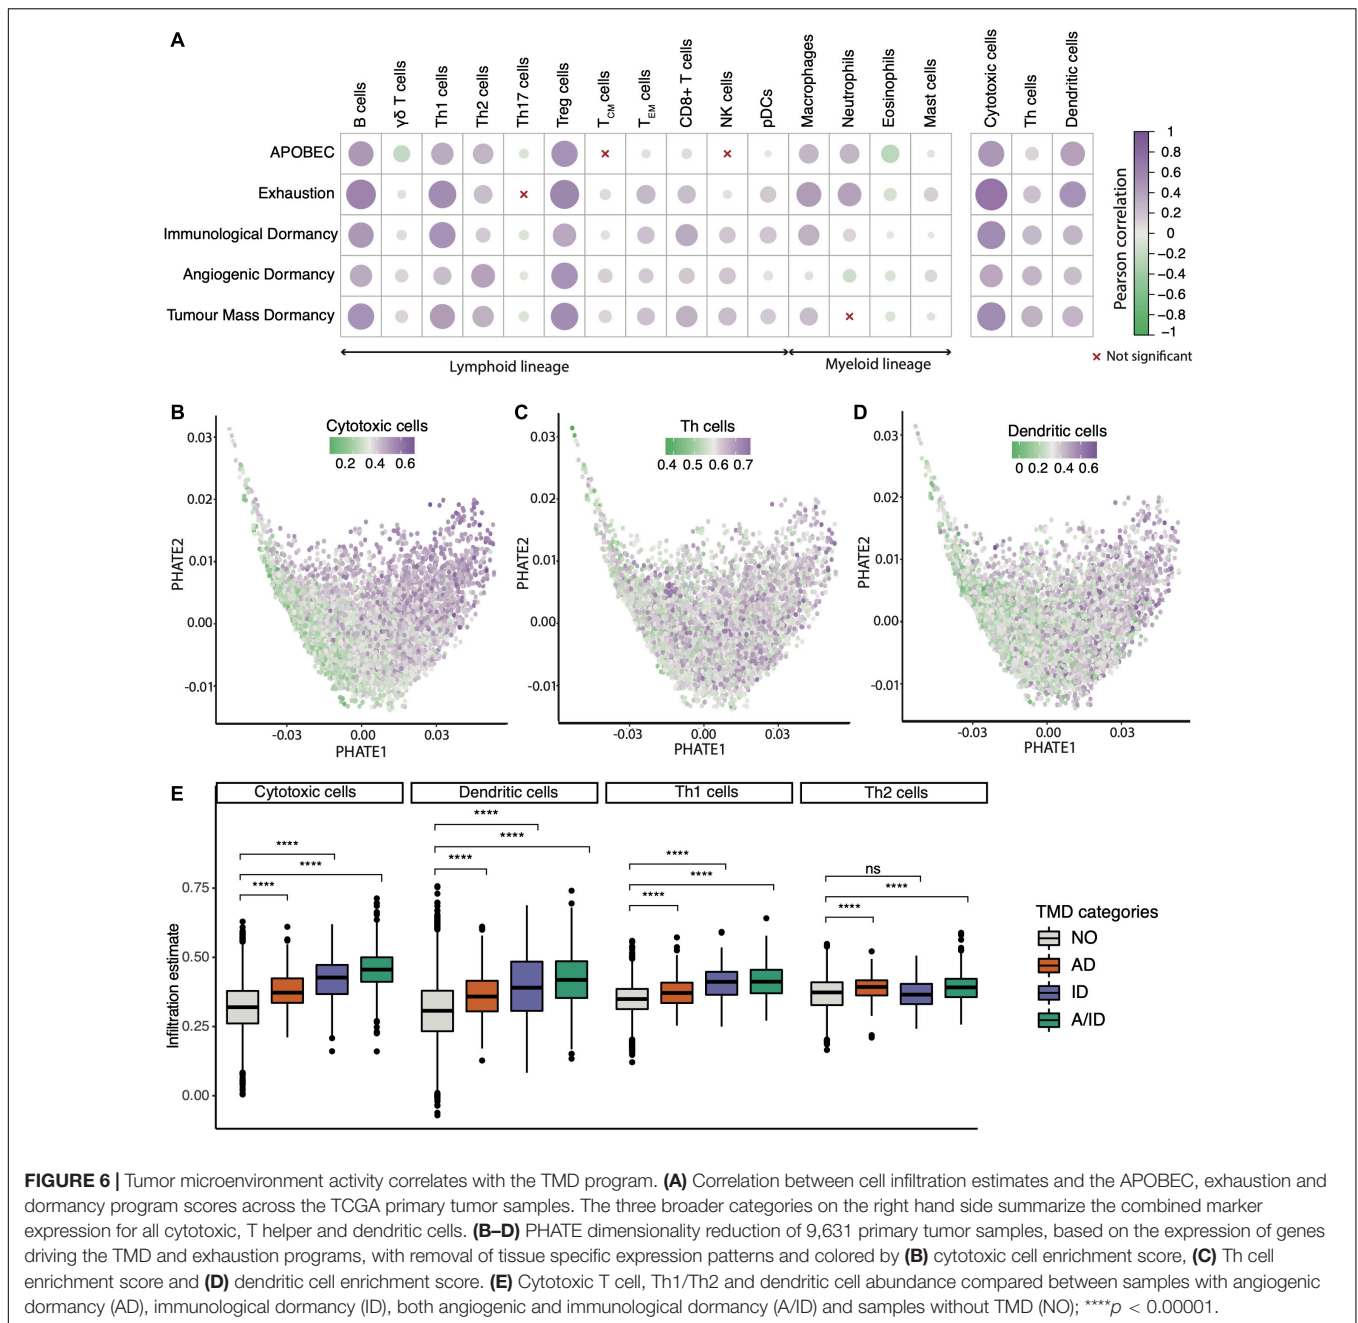 A
B cells
γδ T cells
Th1 cells
Th2 cells
Th17 cells
Treg cells
TCM cells
TEM cells
CD8+ T cells
NK cells
pDCs
Macrophages
Neutrophils
Eosinophils
Mast cells
Cytotoxic cells
Th cells
Dendritic cells
APOBEC
Exhaustion
Immunological Dormancy
Angiogenic Dormancy
Tumour Mass Dormancy
Lymphoid lineage
Myeloid lineage
1
0.8
0.6
0.4
0.2
0
−0.2
−0.4
−0.6
−0.8
−1
Pearson correlation
× Not significant
B
Cytotoxic cells
0.2 0.4 0.6
0.03
0.02
0.01
0.00
-0.01
PHATE2
-0.03 0.00 0.03
PHATE1
C
Th cells
0.4 0.5 0.6 0.7
0.03
0.02
0.01
0.00
-0.01
PHATE2
-0.03 0.00 0.03
PHATE1
D
Dendritic cells
0 0.2 0.4 0.6
0.03
0.02
0.01
0.00
-0.01
PHATE2
-0.03 0.00 0.03
PHATE1
E
Cytotoxic cells
Dendritic cells
Th1 cells
Th2 cells
****
****
****
****
****
****
****
****
****
ns
****
****
0.75
0.50
0.25
0.00
Infiltration estimate
TMD categories
NO
AD
ID
A/ID
FIGURE 6 | Tumor microenvironment activity correlates with the TMD program. (A) Correlation between cell infiltration estimates and the APOBEC, exhaustion and
dormancy program scores across the TCGA primary tumor samples. The three broader categories on the right hand side summarize the combined marker
expression for all cytotoxic, T helper and dendritic cells. (B–D) PHATE dimensionality reduction of 9,631 primary tumor samples, based on the expression of genes
driving the TMD and exhaustion programs, with removal of tissue specific expression patterns and colored by (B) cytotoxic cell enrichment score, (C) Th cell
enrichment score and (D) dendritic cell enrichment score. (E) Cytotoxic T cell, Th1/Th2 and dendritic cell abundance compared between samples with angiogenic
dormancy (AD), immunological dormancy (ID), both angiogenic and immunological dormancy (A/ID) and samples without TMD (NO); ****p < 0.00001.